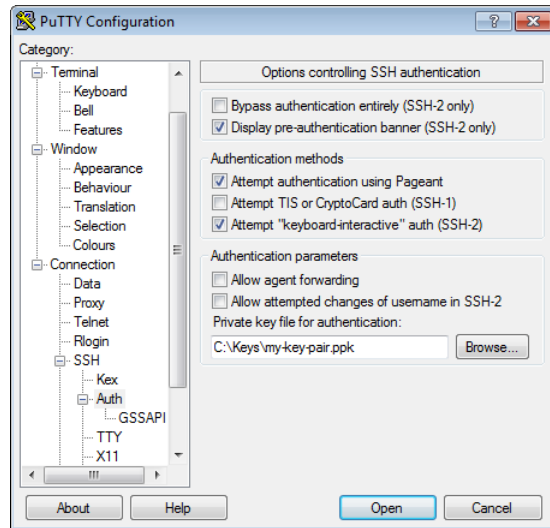 PuTTY Configuration
Category:
Terminal
Keyboard
Bell
Features
Window
Appearance
Behaviour
Translation
Selection
Colours
Connection
Data
Proxy
Telnet
Rlogin
SSH
Kex
Auth
GSSAPI
TTY
X11
Options controlling SSH authentication
Bypass authentication entirely (SSH-2 only)
Display pre-authentication banner (SSH-2 only)
Authentication methods
Attempt authentication using Pageant
Attempt TIS or CryptoCard auth (SSH-1)
Attempt "keyboard-interactive" auth (SSH-2)
Authentication parameters
Allow agent forwarding
Allow attempted changes of username in SSH-2
Private key file for authentication:
C:\Keys\my-key-pair.ppk
Browse...
About
Help
Open
Cancel